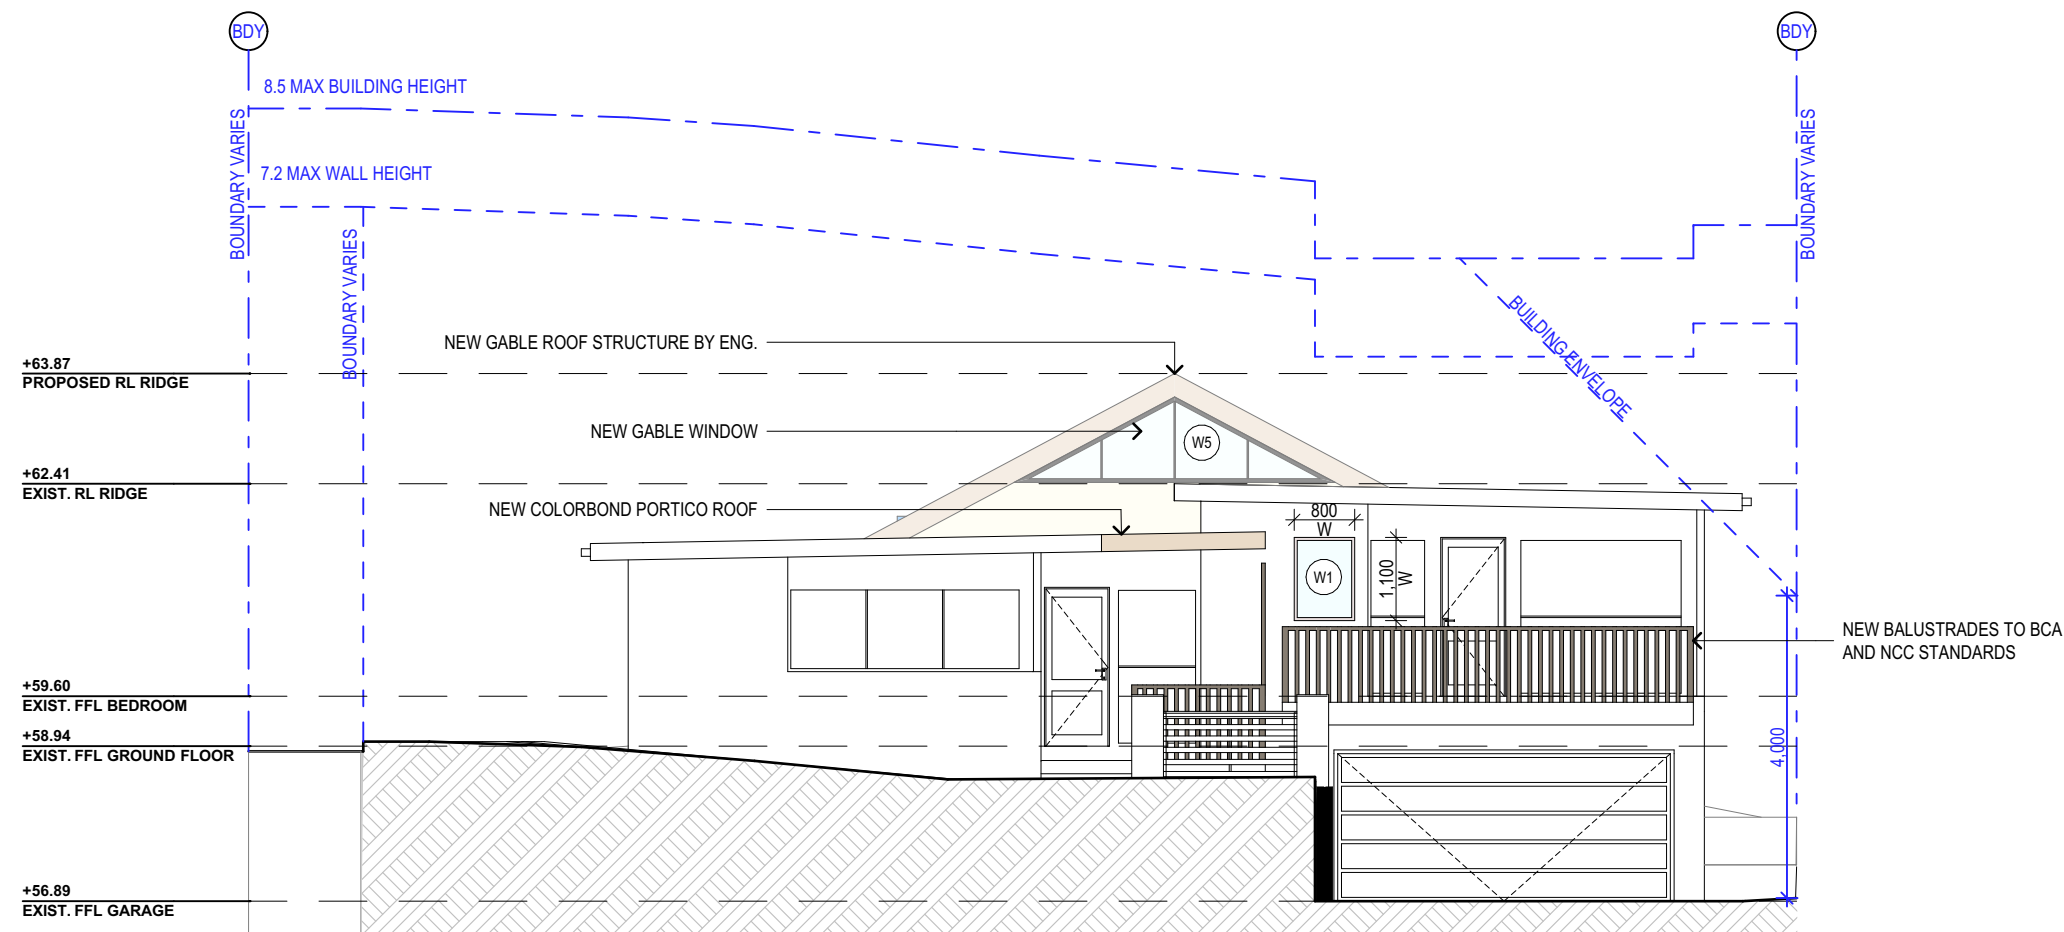 BDY
BDY
8.5 MAX BUILDING HEIGHT
BOUNDARY VARIES
BOUNDARY VARIES
7.2 MAX WALL HEIGHT
BOUNDARY VARIES
BUILDING ENVELOPE
NEW GABLE ROOF STRUCTURE BY ENG.
+63.87
PROPOSED RL RIDGE
NEW GABLE WINDOW
W5
+62.41
EXIST. RL RIDGE
NEW COLORBOND PORTICO ROOF
800
W
1,100
W
W1
NEW BALUSTRADES TO BCA
AND NCC STANDARDS
+59.60
EXIST. FFL BEDROOM
+58.94
EXIST. FFL GROUND FLOOR
4,000
+56.89
EXIST. FFL GARAGE